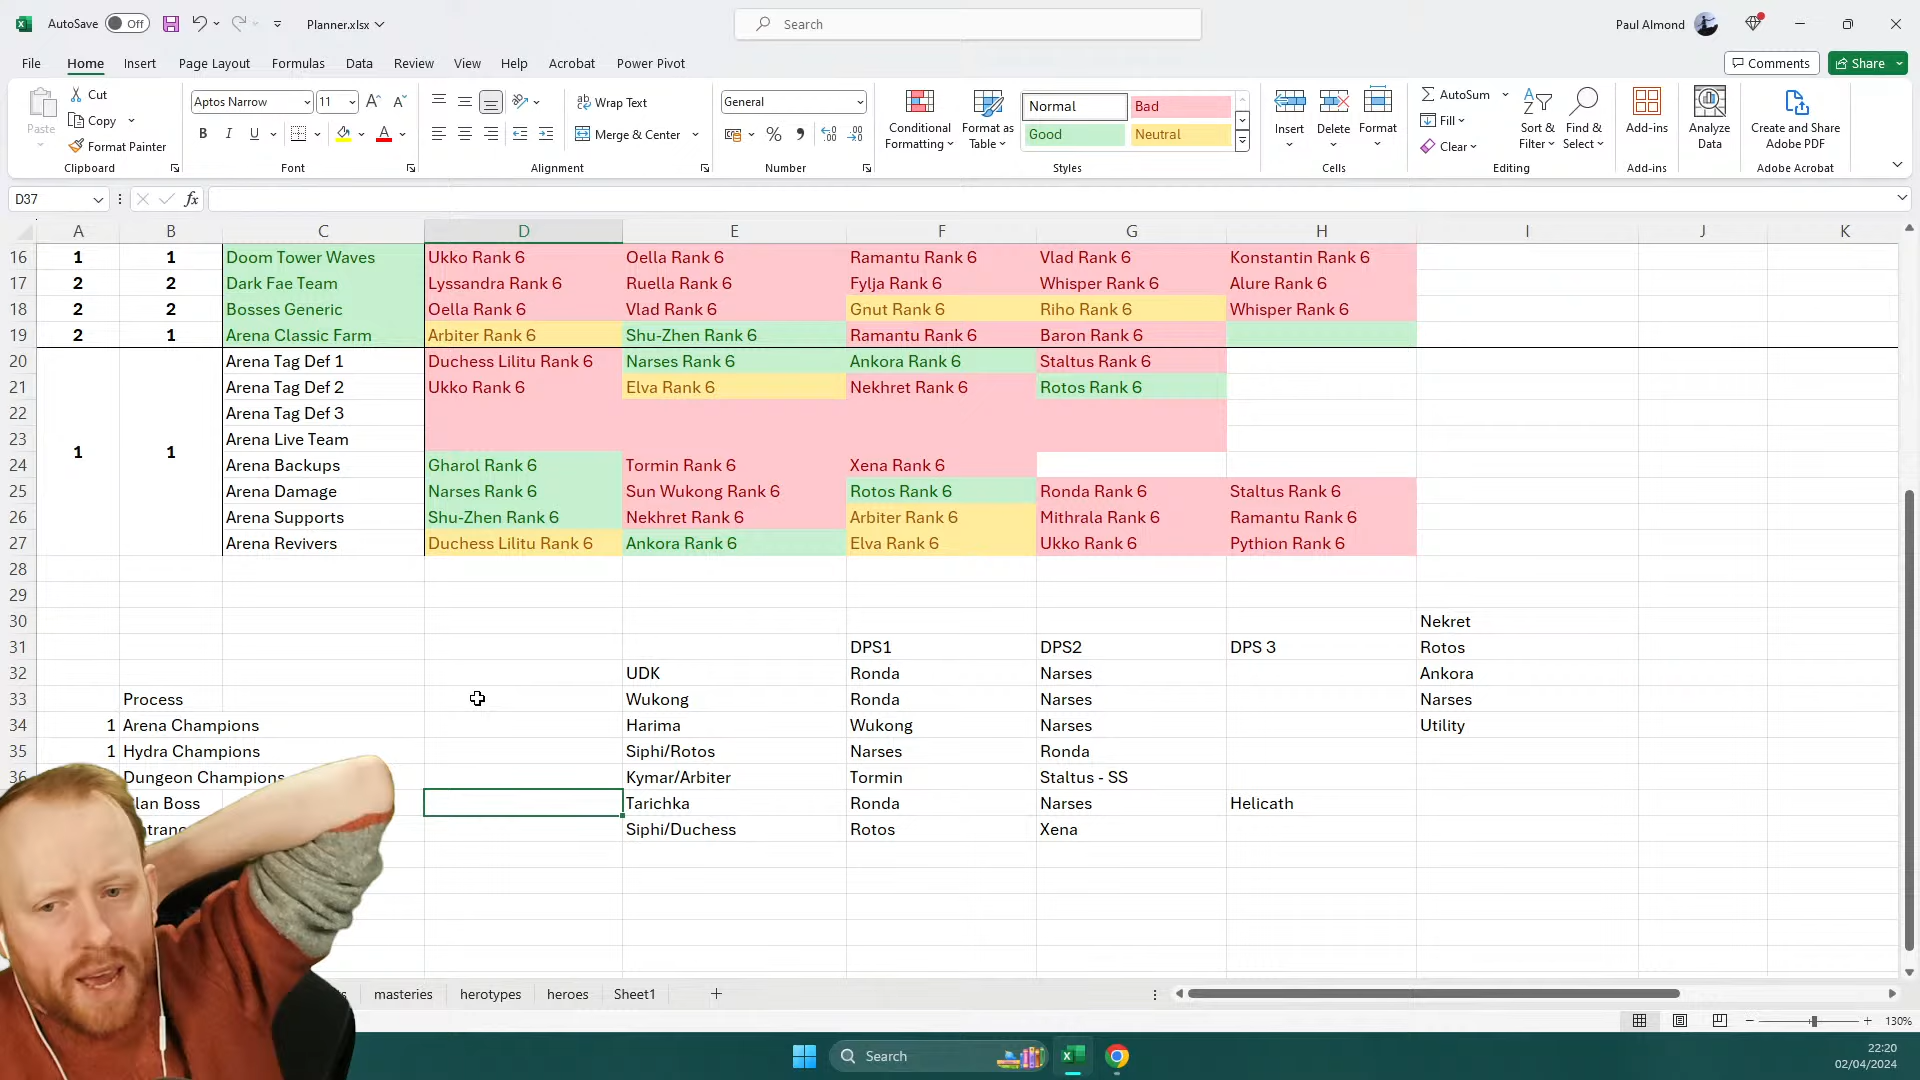 AutoSave Off Planner.xlsx Search Paul Almond
File Home Insert Page Layout Formulas Data Review View Help Acrobat Power Pivot Comments Share
Paste Cut Copy Format Painter Clipboard
Aptos Narrow 11 B I U A Font
Wrap Text Merge & Center Alignment
General % Number
Conditional Formatting Format as Table Normal Bad Good Neutral Styles
Insert Delete Format Cells
AutoSum Fill Clear Sort & Filter Find & Select Editing
Add-ins Add-ins
Analyze Data
Create and Share Adobe PDF Adobe Acrobat
D37 fx
A B C D E F G H I J K
16 1 1 Doom Tower Waves Ukko Rank 6 Oella Rank 6 Ramantu Rank 6 Vlad Rank 6 Konstantin Rank 6
17 2 2 Dark Fae Team Lyssandra Rank 6 Ruella Rank 6 Fylja Rank 6 Whisper Rank 6 Alure Rank 6
18 2 2 Bosses Generic Oella Rank 6 Vlad Rank 6 Gnut Rank 6 Riho Rank 6 Whisper Rank 6
19 2 1 Arena Classic Farm Arbiter Rank 6 Shu-Zhen Rank 6 Ramantu Rank 6 Baron Rank 6
20 Arena Tag Def 1 Duchess Lilitu Rank 6 Narses Rank 6 Ankora Rank 6 Staltus Rank 6
21 Arena Tag Def 2 Ukko Rank 6 Elva Rank 6 Nekhret Rank 6 Rotos Rank 6
22 Arena Tag Def 3
23 1 1 Arena Live Team
24 Arena Backups Gharol Rank 6 Tormin Rank 6 Xena Rank 6
25 Arena Damage Narses Rank 6 Sun Wukong Rank 6 Rotos Rank 6 Ronda Rank 6 Staltus Rank 6
26 Arena Supports Shu-Zhen Rank 6 Nekhret Rank 6 Arbiter Rank 6 Mithrala Rank 6 Ramantu Rank 6
27 Arena Revivers Duchess Lilitu Rank 6 Ankora Rank 6 Elva Rank 6 Ukko Rank 6 Pythion Rank 6
28
29
30 Nekret
31 DPS1 DPS2 DPS 3 Rotos
32 UDK Ronda Narses Ankora
33 Process Wukong Ronda Narses Narses
34 1 Arena Champions Harima Wukong Narses Utility
35 1 Hydra Champions Siphi/Rotos Narses Ronda
36 Dungeon Champions Kymar/Arbiter Tormin Staltus - SS
lan Boss Tarichka Ronda Narses Helicath
Siphi/Duchess Rotos Xena
masteries herotypes heroes Sheet1
130%
Search
22:20
02/04/2024